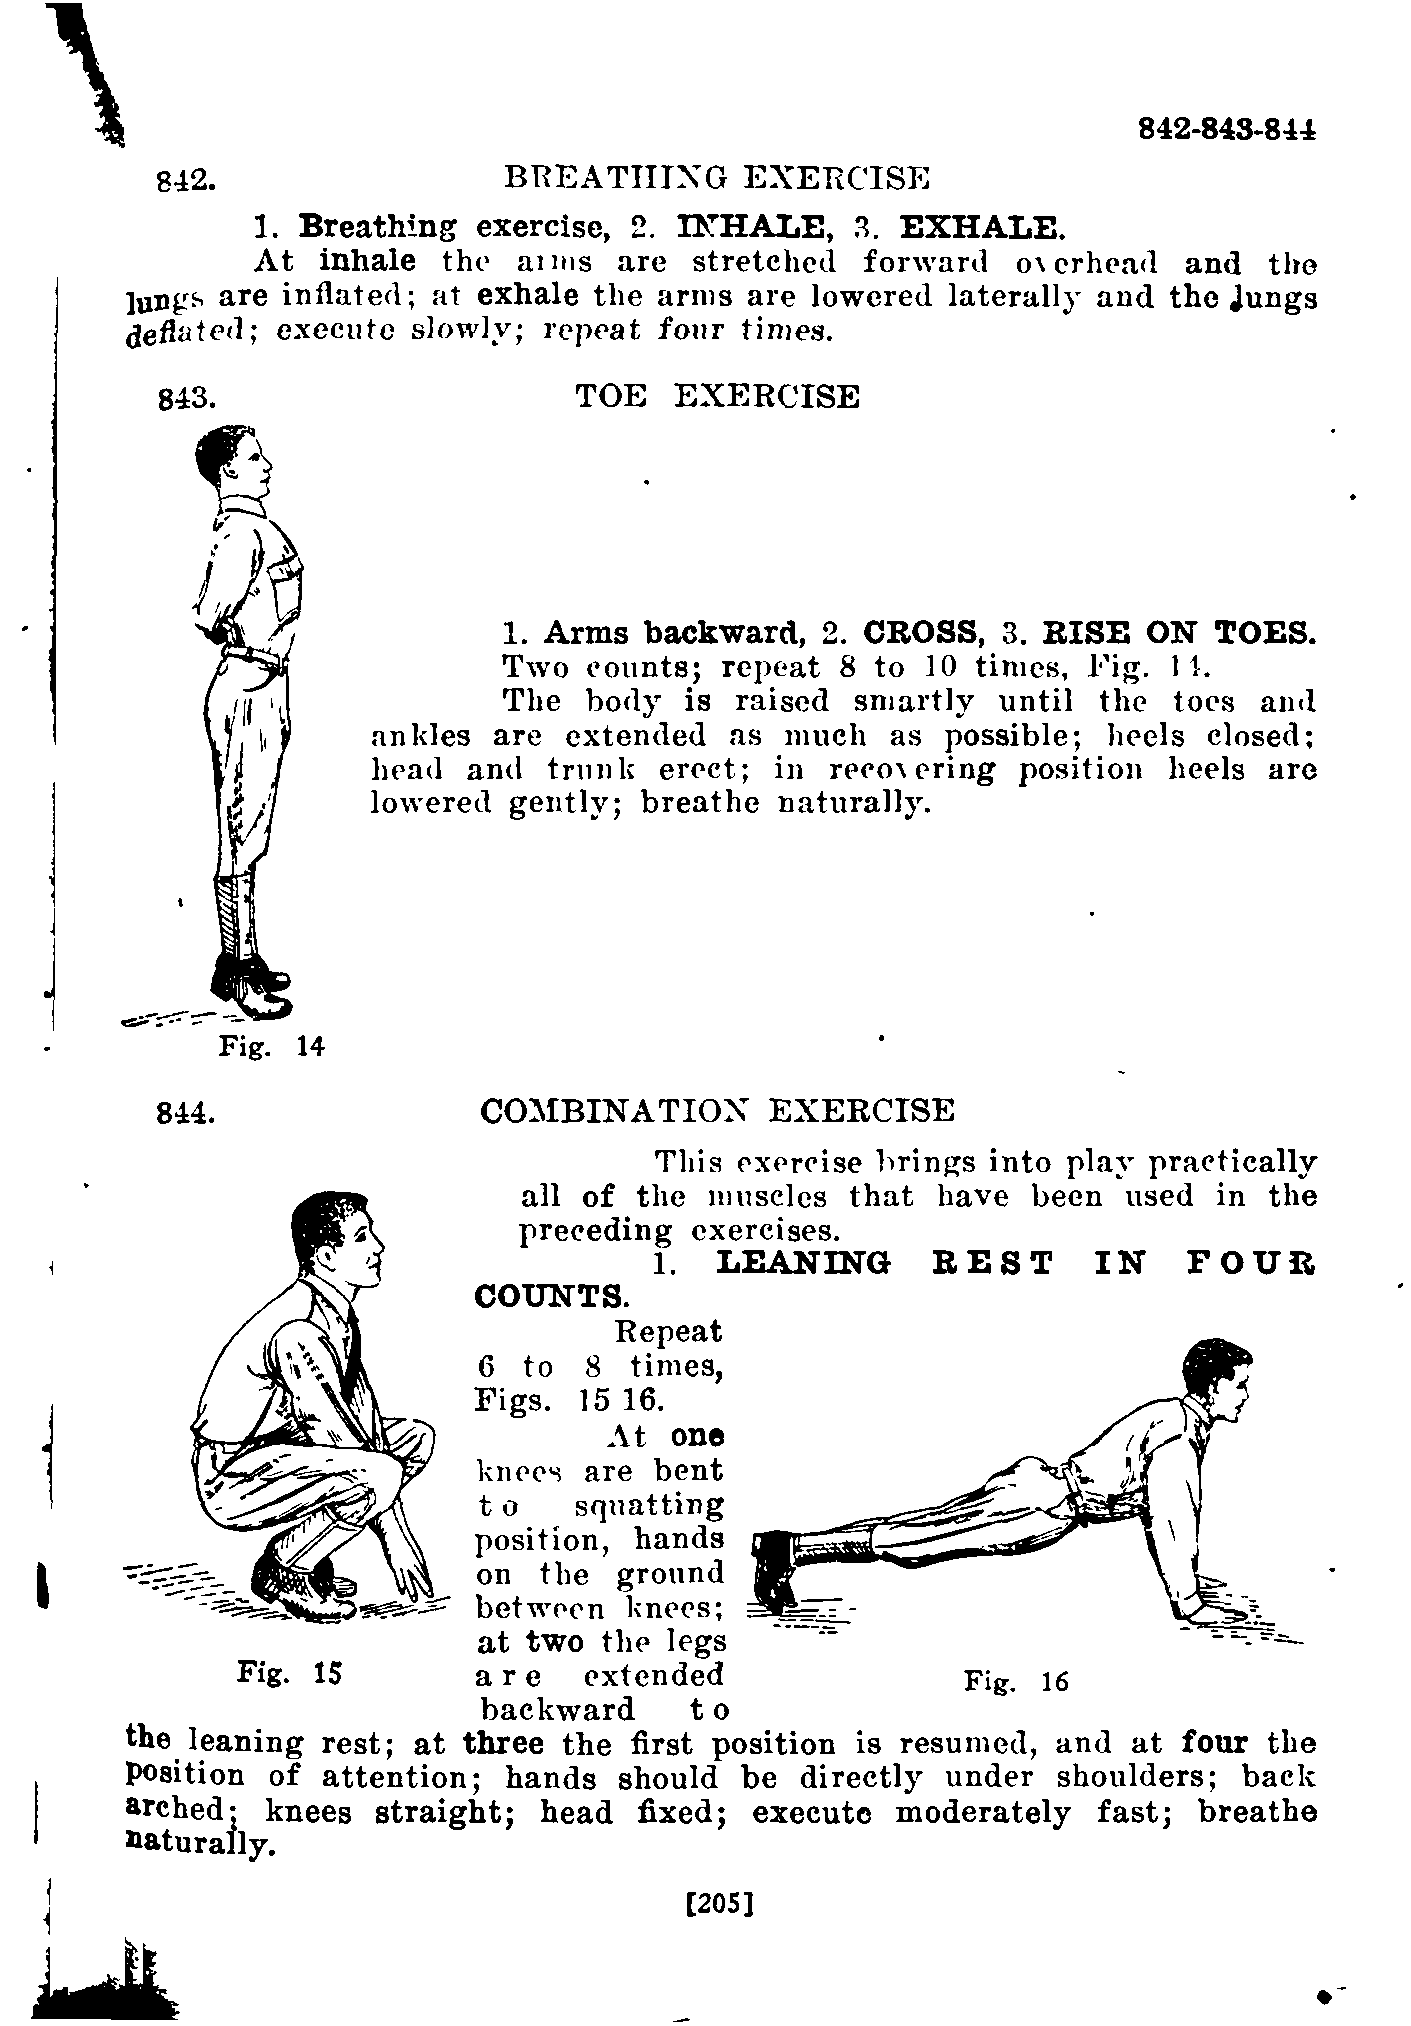 842-843-844
842. BREATHING EXERCISE
1. Breathing exercise, 2. INHALE, 3. EXHALE.
At inhale the arms are stretched forward overhead and the
lungs are inflated; at exhale the arms are lowered laterally and the lungs
deflated; execute slowly; repeat four times.
843. TOE EXERCISE
1. Arms backward, 2. CROSS, 3. RISE ON TOES.
Two counts; repeat 8 to 10 times, Fig. 14.
The body is raised smartly until the toes and
ankles are extended as much as possible; heels closed;
head and trunk erect; in recovering position heels are
lowered gently; breathe naturally.
Fig. 14
844. COMBINATION EXERCISE
This exercise brings into play practically
all of the muscles that have been used in the
preceding exercises.
1. LEANING REST IN FOUR
COUNTS.
Repeat
6 to 8 times,
Figs. 15 16.
At one
knees are bent
to squatting
position, hands
on the ground
between knees;
at two the legs
are extended
backward to
Fig. 15
Fig. 16
the leaning rest; at three the first position is resumed, and at four the
position of attention; hands should be directly under shoulders; back
arched; knees straight; head fixed; execute moderately fast; breathe
naturally.
[205]